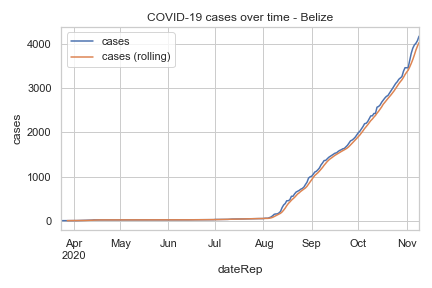 COVID-19 cases over time - Belize
cases
cases (rolling)
4000
3000
2000
1000
0
cases
Apr May Jun Jul Aug Sep Oct Nov
2020
dateRep